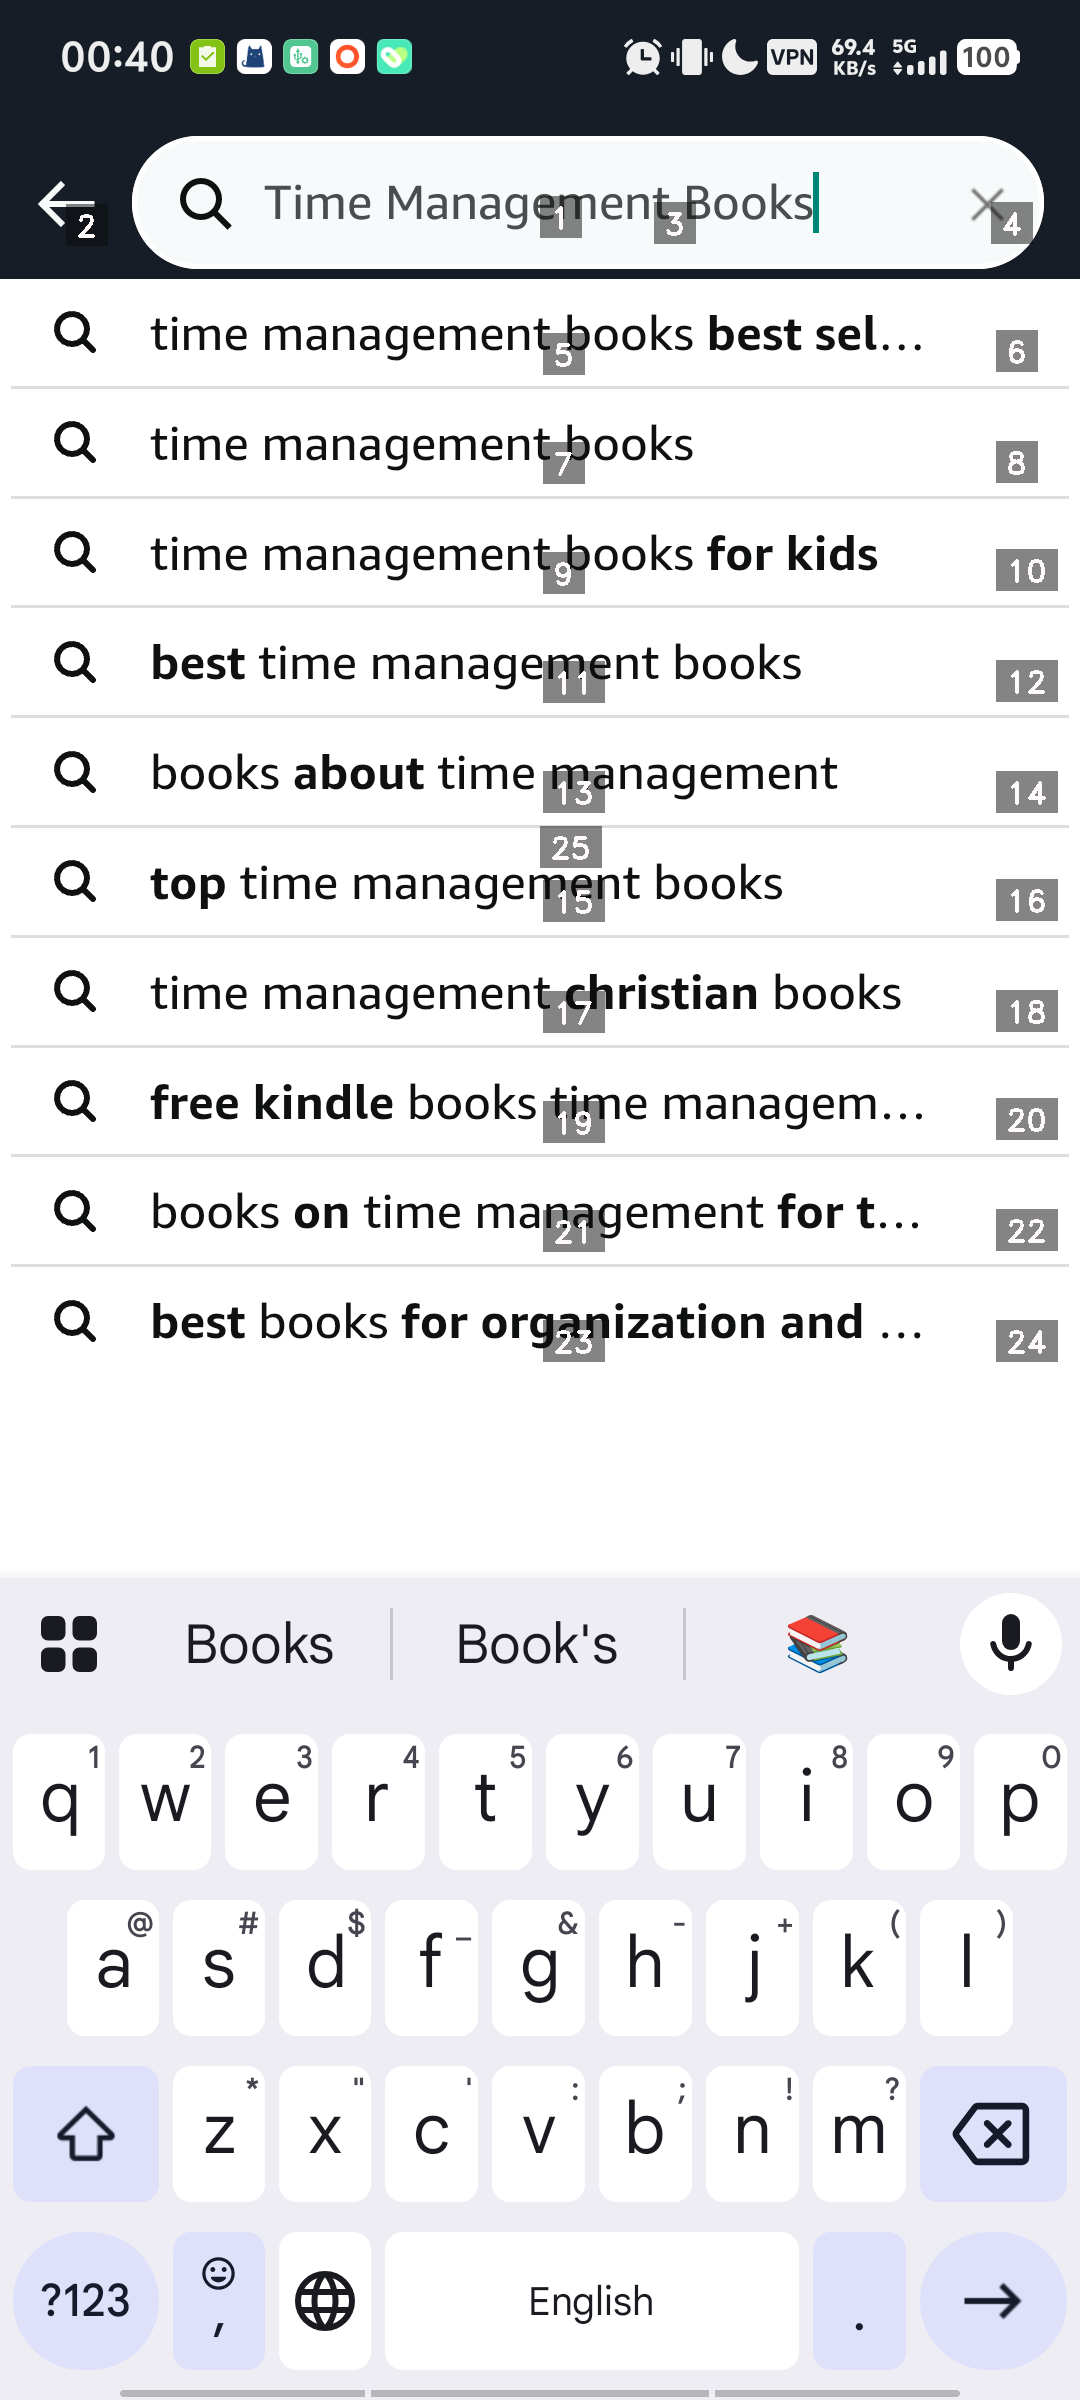 00:40 VPN 69.4 KB/s 5G 100
Time Management Books
2 1 3 4
time management books best sel...
5 6
time management books
7 8
time management books for kids
9 10
best time management books
11 12
books about time management
13 14
25
top time management books
15 16
time management christian books
17 18
free kindle books time managem...
19 20
books on time management for t...
21 22
best books for organization and ...
23 24
Books Book's
1 2 3 4 5 6 7 8 9 0
q w e r t y u i o p
@ # $ _ & - + ( )
a s d f g h j k l
* " ' : ; ! ?
z x c v b n m
?123 , English .